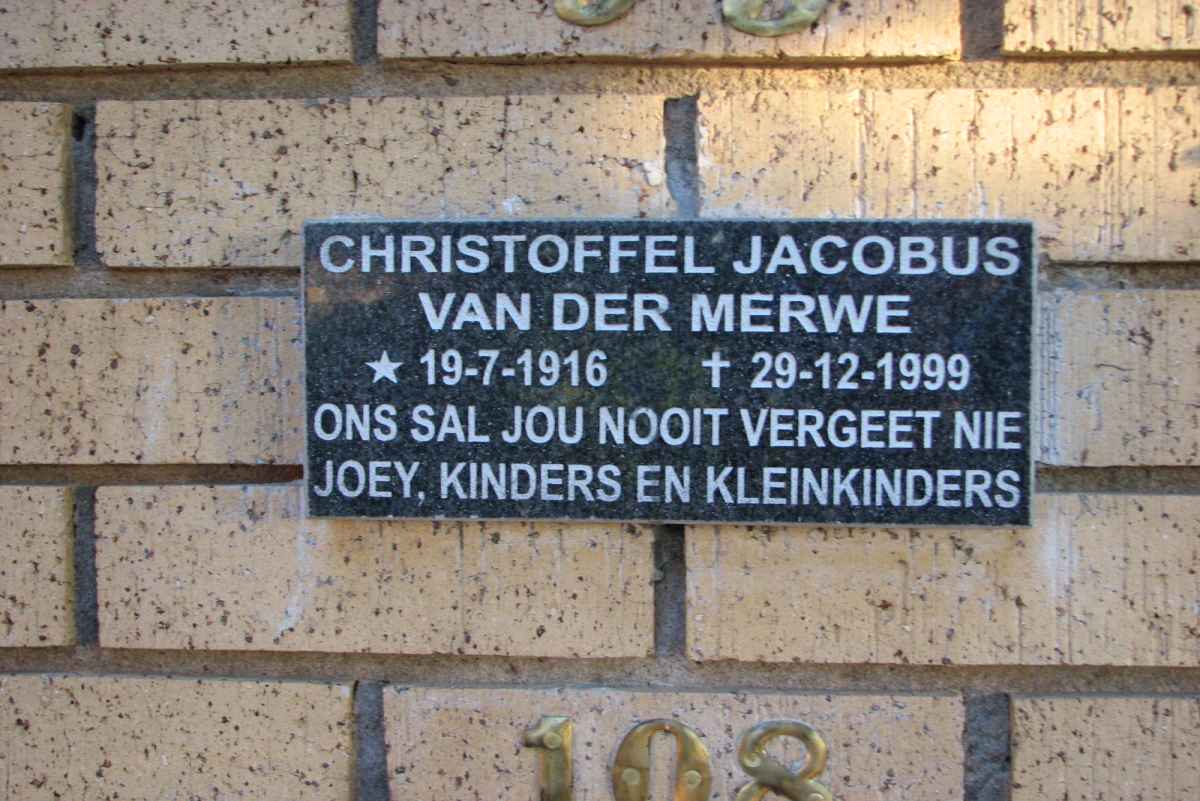 CHRISTOFFEL JACOBUS
VAN DER MERWE
★ 19-7-1916 ✝ 29-12-1999
ONS SAL JOU NOOIT VERGEET NIE
JOEY, KINDERS EN KLEINKINDERS
108